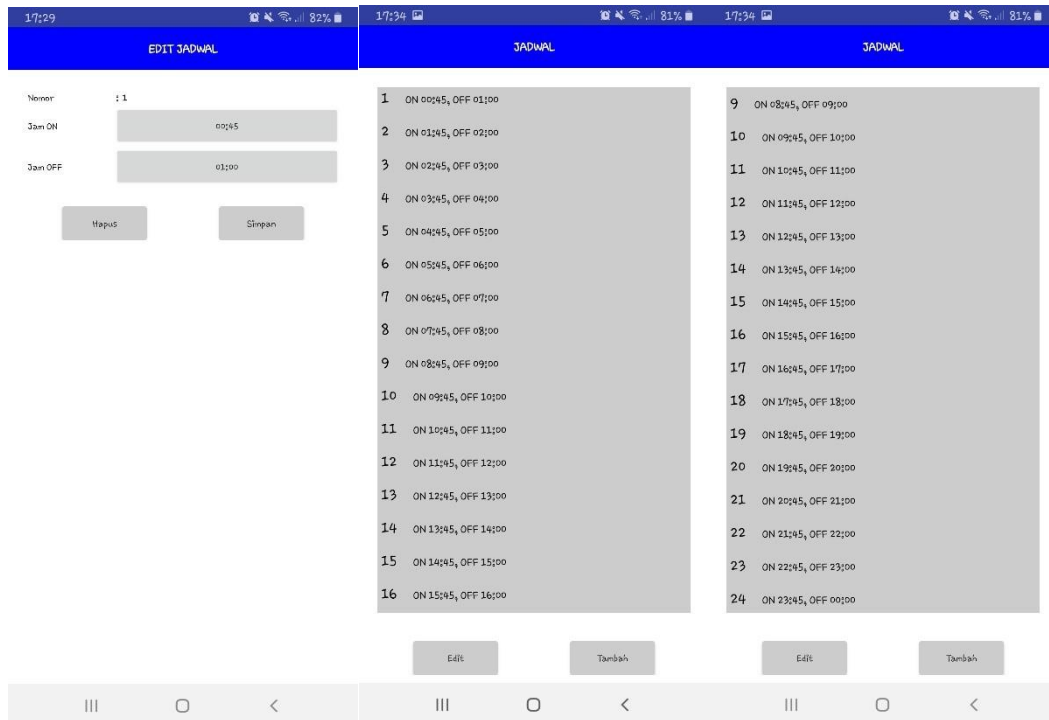 17:29 82%
EDIT JADWAL
Nomor : 1
Jam ON 00:45
Jam OFF 01:00
Hapus Simpan
17:34 81%
JADWAL
1 ON 00:45, OFF 01:00
2 ON 01:45, OFF 02:00
3 ON 02:45, OFF 03:00
4 ON 03:45, OFF 04:00
5 ON 04:45, OFF 05:00
6 ON 05:45, OFF 06:00
7 ON 06:45, OFF 07:00
8 ON 07:45, OFF 08:00
9 ON 08:45, OFF 09:00
10 ON 09:45, OFF 10:00
11 ON 10:45, OFF 11:00
12 ON 11:45, OFF 12:00
13 ON 12:45, OFF 13:00
14 ON 13:45, OFF 14:00
15 ON 14:45, OFF 15:00
16 ON 15:45, OFF 16:00
Edit Tambah
17:34 81%
JADWAL
9 ON 08:45, OFF 09:00
10 ON 09:45, OFF 10:00
11 ON 10:45, OFF 11:00
12 ON 11:45, OFF 12:00
13 ON 12:45, OFF 13:00
14 ON 13:45, OFF 14:00
15 ON 14:45, OFF 15:00
16 ON 15:45, OFF 16:00
17 ON 16:45, OFF 17:00
18 ON 17:45, OFF 18:00
19 ON 18:45, OFF 19:00
20 ON 19:45, OFF 20:00
21 ON 20:45, OFF 21:00
22 ON 21:45, OFF 22:00
23 ON 22:45, OFF 23:00
24 ON 23:45, OFF 00:00
Edit Tambah